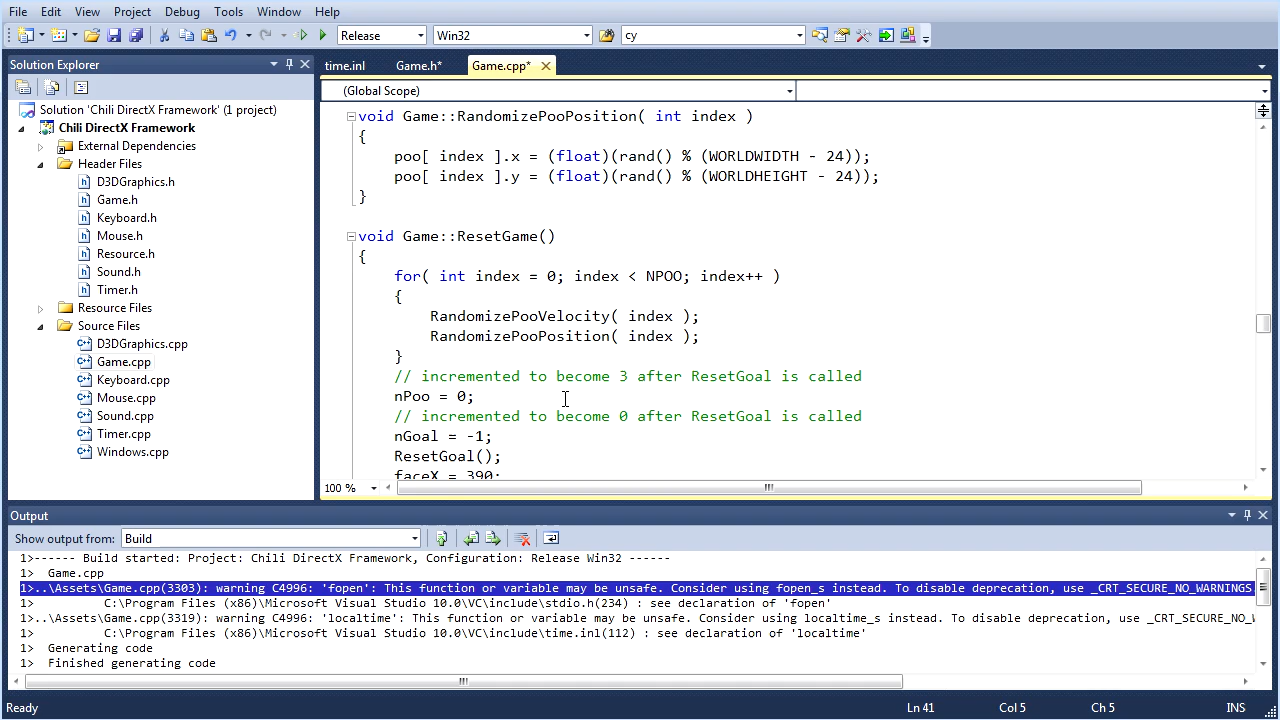 File Edit View Project Debug Tools Window Help
Release Win32 cy
Solution Explorer
Solution 'Chili DirectX Framework' (1 project)
Chili DirectX Framework
External Dependencies
Header Files
D3DGraphics.h
Game.h
Keyboard.h
Mouse.h
Resource.h
Sound.h
Timer.h
Resource Files
Source Files
D3DGraphics.cpp
Game.cpp
Keyboard.cpp
Mouse.cpp
Sound.cpp
Timer.cpp
Windows.cpp
time.inl Game.h* Game.cpp*
(Global Scope)
void Game::RandomizePooPosition( int index )
{
poo[ index ].x = (float)(rand() % (WORLDWIDTH - 24));
poo[ index ].y = (float)(rand() % (WORLDHEIGHT - 24));
}
void Game::ResetGame()
{
for( int index = 0; index < NPOO; index++ )
{
RandomizePooVelocity( index );
RandomizePooPosition( index );
}
// incremented to become 3 after ResetGoal is called
nPoo = 0;
// incremented to become 0 after ResetGoal is called
nGoal = -1;
ResetGoal();
faceX = 390;
100 %
Output
Show output from: Build
1>------ Build started: Project: Chili DirectX Framework, Configuration: Release Win32 ------
1> Game.cpp
1>..\Assets\Game.cpp(3303): warning C4996: 'fopen': This function or variable may be unsafe. Consider using fopen_s instead. To disable deprecation, use _CRT_SECURE_NO_WARNINGS.
1> C:\Program Files (x86)\Microsoft Visual Studio 10.0\VC\include\stdio.h(234) : see declaration of 'fopen'
1>..\Assets\Game.cpp(3319): warning C4996: 'localtime': This function or variable may be unsafe. Consider using localtime_s instead. To disable deprecation, use _CRT_SECURE_NO_W
1> C:\Program Files (x86)\Microsoft Visual Studio 10.0\VC\include\time.inl(112) : see declaration of 'localtime'
1> Generating code
1> Finished generating code
Ready Ln 41 Col 5 Ch 5 INS